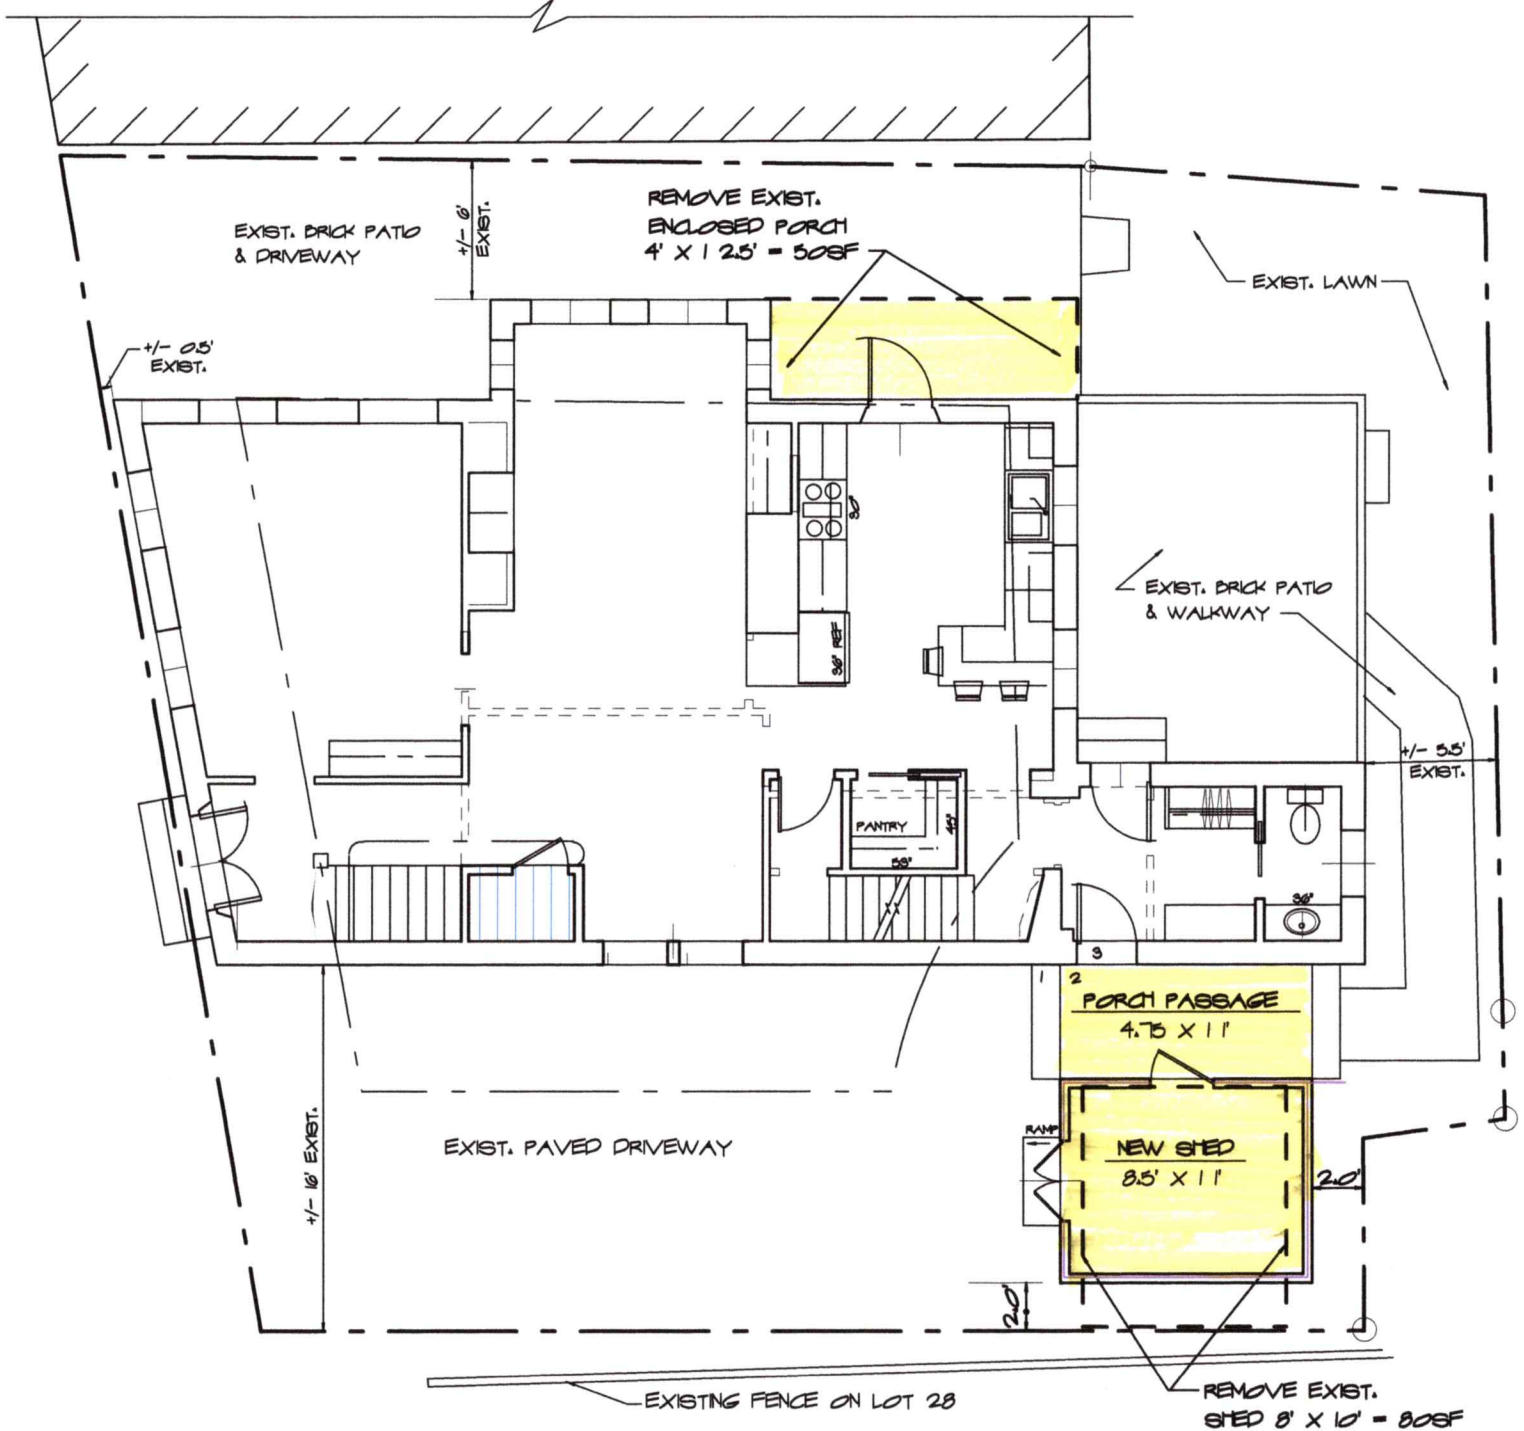 REMOVE EXIST.
ENCLOSED PORCH
4' X 12.5' = 50SF
EXIST. BRICK PATIO
& DRIVEWAY
+/- 6'
EXIST.
EXIST. LAWN
+/- 0.5'
EXIST.
30"
EXIST. BRICK PATIO
& WALKWAY
36" REF
+/- 5.5'
EXIST.
PANTRY
45"
53"
36"
3
1
2
PORCH PASSAGE
4.75 X 11'
EXIST. PAVED DRIVEWAY
+/- 16' EXIST.
RAMP
NEW SHED
8.5' X 11'
2.0'
2.0'
EXISTING FENCE ON LOT 28
REMOVE EXIST.
SHED 8' X 10' = 80SF